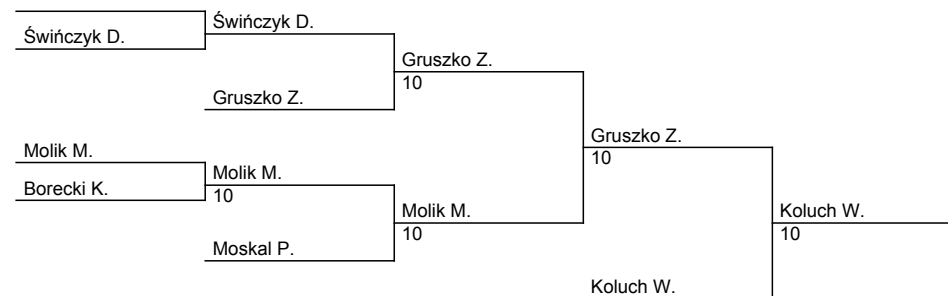 Świńczyk D.
Świńczyk D.
Gruszko Z.
Gruszko Z.
10
Molik M.
Borecki K.
Molik M.
10
Moskal P.
Molik M.
10
Gruszko Z.
10
Koluch W.
Koluch W.
10